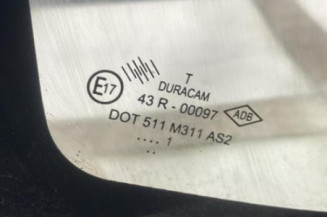 T
DURACAM
E17
43 R - 00097
ADB
DOT 511 M311 AS2
.... 1
..